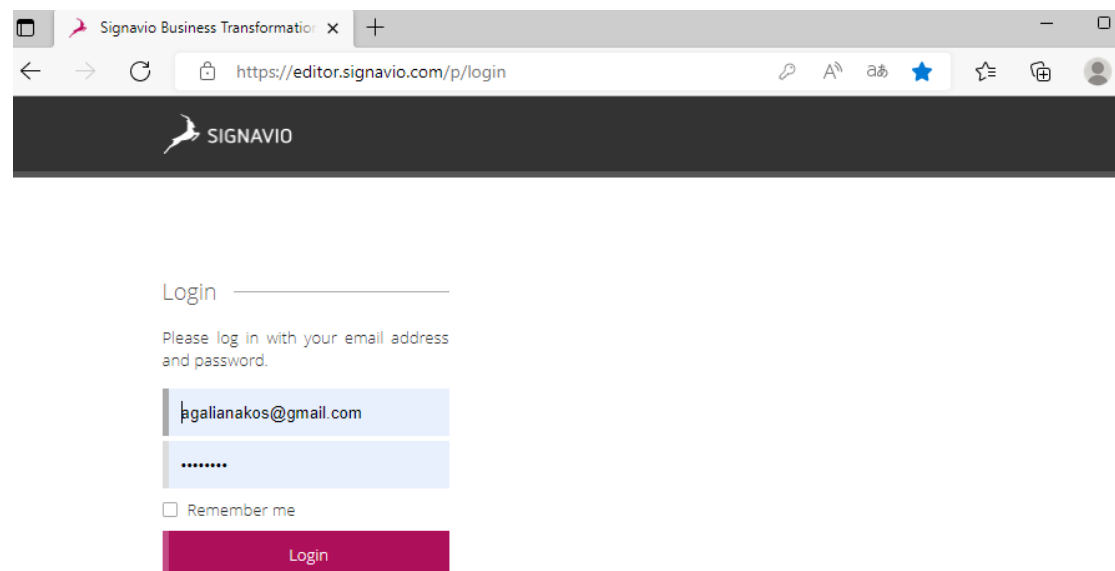 Signavio Business Transformation
https://editor.signavio.com/p/login
SIGNAVIO
Login
Please log in with your email address
and password.
agalianakos@gmail.com
••••••••
Remember me
Login